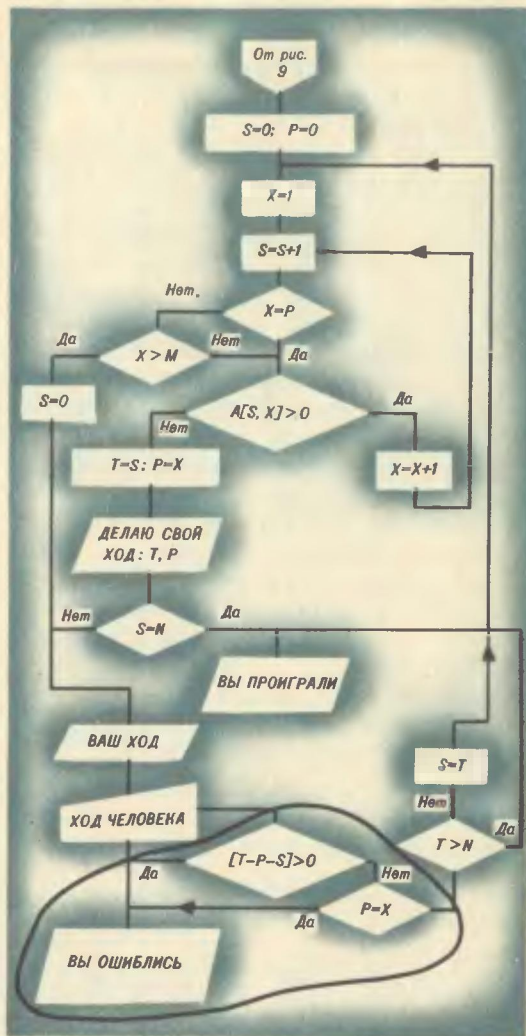 От рис.
9
S=0; P=0
X=1
S=S+1
Нет.
X=P
Да
X>M
Нет
Да
S=0
A[S, X]>0
Да
Нет
T=S: P=X
X=X+1
ДЕЛАЮ СВОЙ
ХОД: T, P
Нет
S=N
Да
ВЫ ПРОИГРАЛИ
ВАШ ХОД
S=T
Нет
ХОД ЧЕЛОВЕКА
T>N
Да
[T-P-S]>0
Да
Нет
P=X
Да
ВЫ ОШИБЛИСЬ